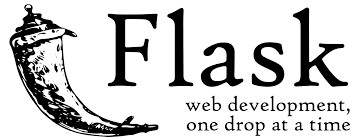 Flask
web development,
one drop at a time